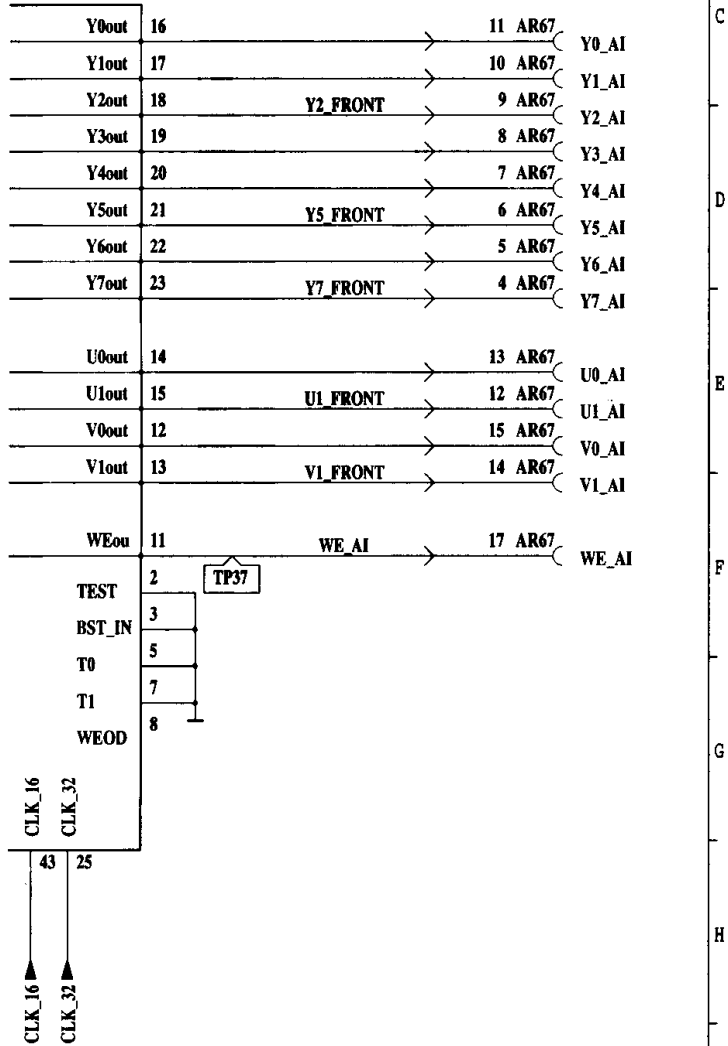 C
Y0out 16 11 AR67 Y0_AI
Y1out 17 10 AR67 Y1_AI
Y2out 18 Y2_FRONT 9 AR67 Y2_AI
Y3out 19 8 AR67 Y3_AI
Y4out 20 7 AR67 Y4_AI
D
Y5out 21 Y5_FRONT 6 AR67 Y5_AI
Y6out 22 5 AR67 Y6_AI
Y7out 23 Y7_FRONT 4 AR67 Y7_AI
U0out 14 13 AR67 U0_AI
E
U1out 15 U1_FRONT 12 AR67 U1_AI
V0out 12 15 AR67 V0_AI
V1out 13 V1_FRONT 14 AR67 V1_AI
WEou 11 WE_AI 17 AR67 WE_AI
F
TP37
TEST 2
BST_IN 3
T0 5
T1 7
WEOD 8
G
CLK_16 CLK_32
43 25
H
CLK_16 CLK_32